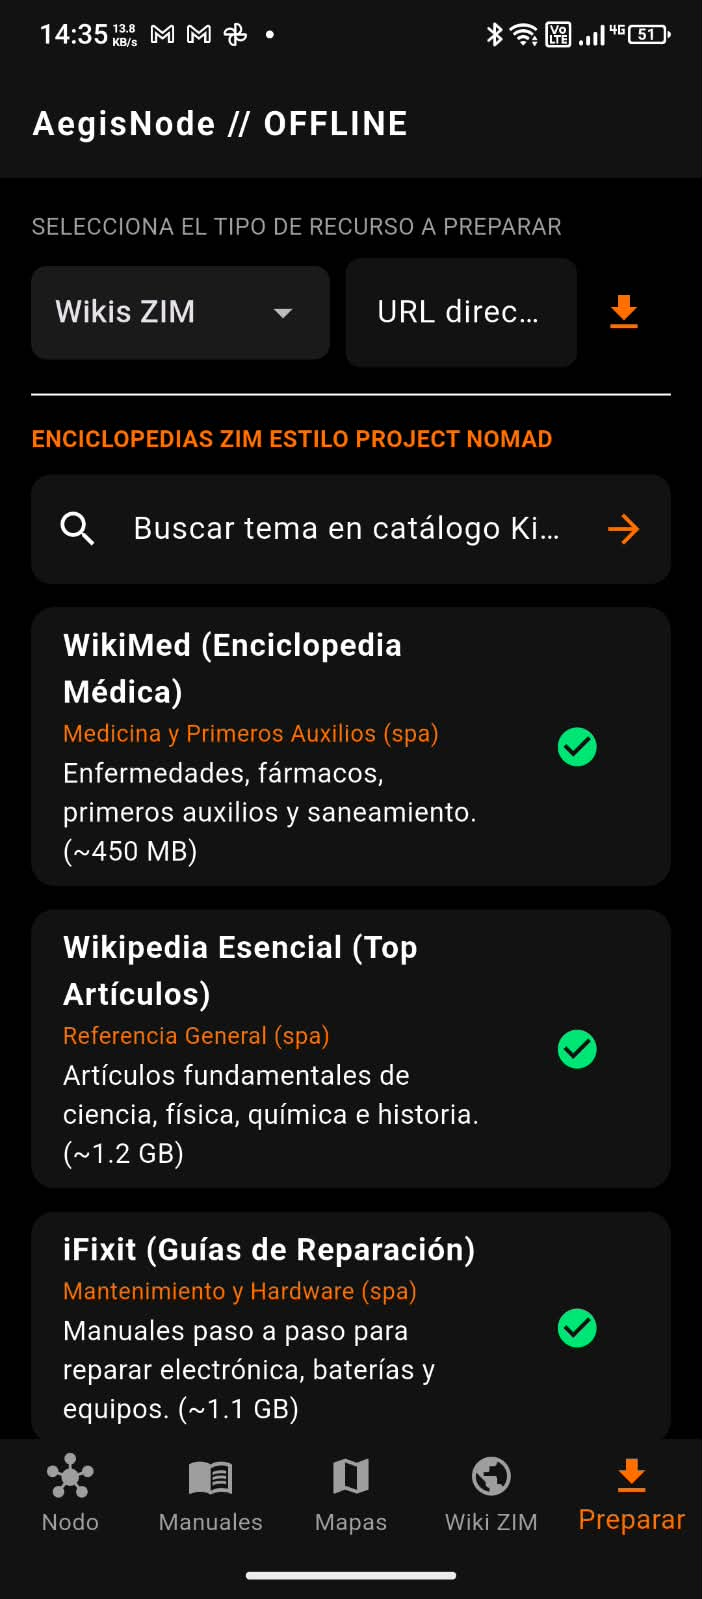 14:35 13.8 KB/s
Vo LTE 4G 51
AegisNode // OFFLINE
SELECCIONA EL TIPO DE RECURSO A PREPARAR
Wikis ZIM
URL direc...
ENCICLOPEDIAS ZIM ESTILO PROJECT NOMAD
Buscar tema en catálogo Ki...
WikiMed (Enciclopedia
Médica)
Medicina y Primeros Auxilios (spa)
Enfermedades, fármacos,
primeros auxilios y saneamiento.
(~450 MB)
Wikipedia Esencial (Top
Artículos)
Referencia General (spa)
Artículos fundamentales de
ciencia, física, química e historia.
(~1.2 GB)
iFixit (Guías de Reparación)
Mantenimiento y Hardware (spa)
Manuales paso a paso para
reparar electrónica, baterías y
equipos. (~1.1 GB)
Nodo
Manuales
Mapas
Wiki ZIM
Preparar